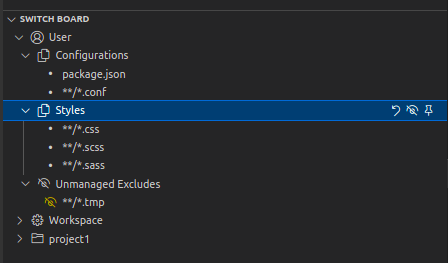 SWITCH BOARD
User
Configurations
package.json
**/*.conf
Styles
**/*.css
**/*.scss
**/*.sass
Unmanaged Excludes
**/*.tmp
Workspace
project1